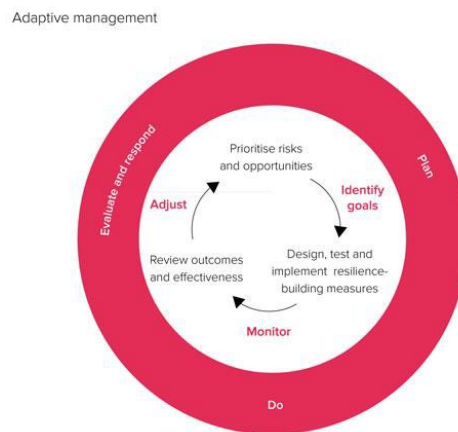 Adaptive management
Evaluate and respond
Plan
Prioritise risks
and opportunities
Identify
goals
Adjust
Design, test and
implement resilience-
building measures
Review outcomes
and effectiveness
Monitor
Do